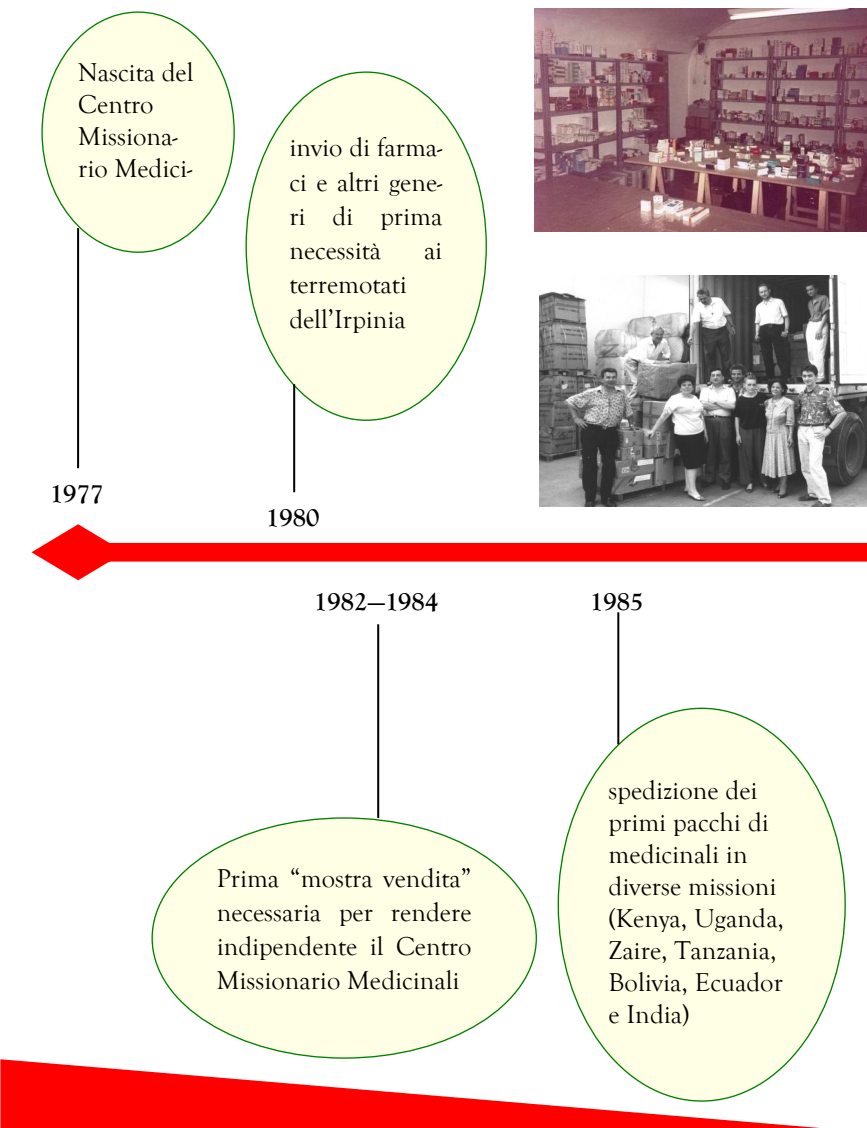 Nascita del
Centro
Missiona-
rio Medici-
invio di farma-
ci e altri gene-
ri di prima
necessità ai
terremotati
dell'Irpinia
1977
1980
1982–1984
1985
Prima “mostra vendita”
necessaria per rendere
indipendente il Centro
Missionario Medicinali
spedizione dei
primi pacchi di
medicinali in
diverse missioni
(Kenya, Uganda,
Zaire, Tanzania,
Bolivia, Ecuador
e India)